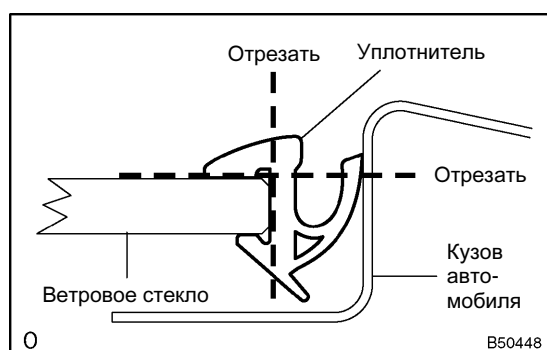 Отрезать
Уплотнитель
Отрезать
Кузов
авто-
мобиля
Ветровое стекло
0
B50448